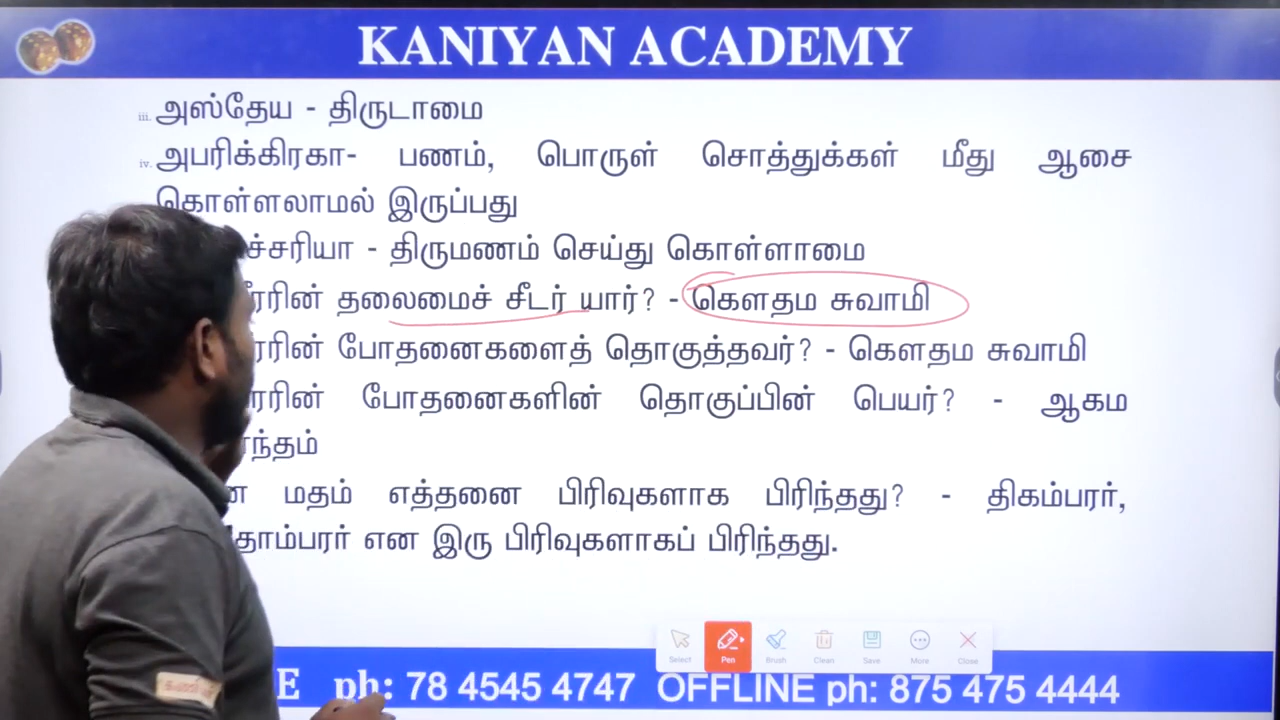 KANIYAN ACADEMY
iii. அஸ்தேய - திருடாமை
iv. அபரிக்கிரகா- பணம், பொருள் சொத்துக்கள் மீது ஆசை
கொள்ளலாமல் இருப்பது
ச்சரியா - திருமணம் செய்து கொள்ளாமை
ரரின் தலைமைச் சீடர் யார்? - கௌதம சுவாமி
ரரின் போதனைகளைத் தொகுத்தவர்? - கௌதம சுவாமி
ரரின் போதனைகளின் தொகுப்பின் பெயர்? - ஆகம
ந்தம்
ன மதம் எத்தனை பிரிவுகளாக பிரிந்தது? - திகம்பரர்,
தாம்பரர் என இரு பிரிவுகளாகப் பிரிந்தது.
Select Pen Brush Clean Save More Close
E ph: 78 4545 4747 OFFLINE ph: 875 475 4444